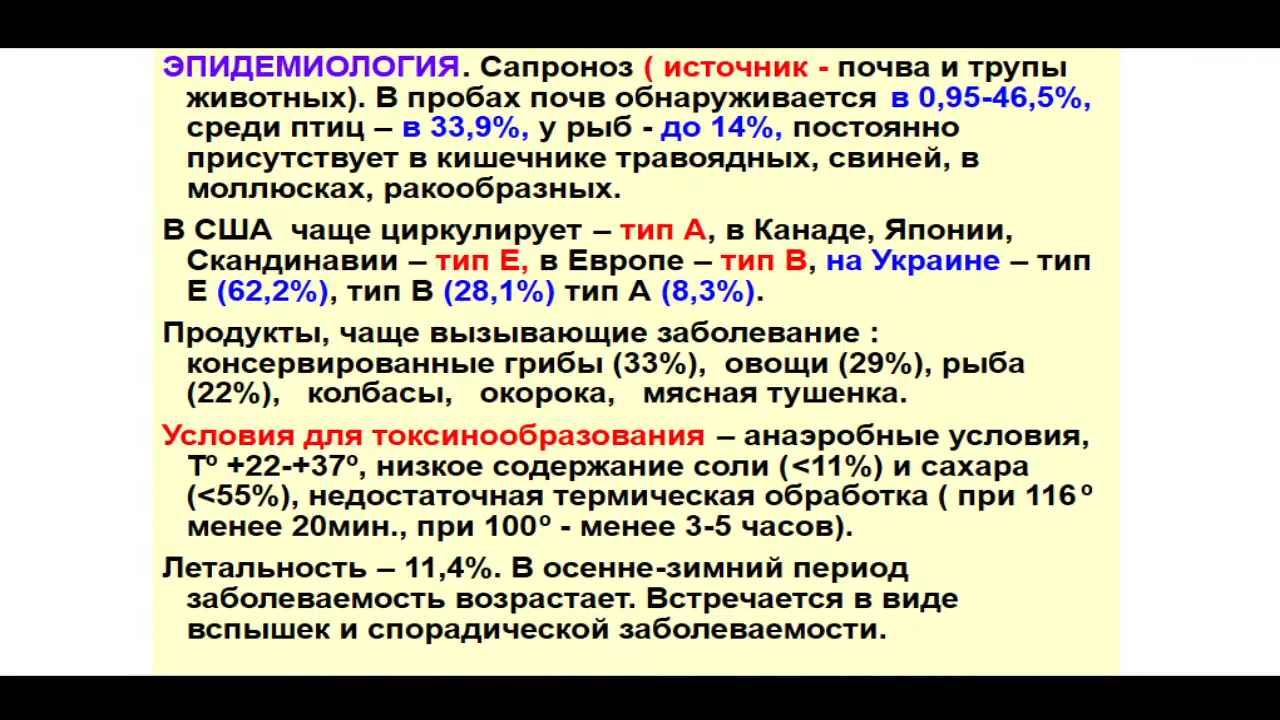 ЭПИДЕМИОЛОГИЯ. Сапроноз ( источник - почва и трупы
животных). В пробах почв обнаруживается в 0,95-46,5%,
среди птиц – в 33,9%, у рыб - до 14%, постоянно
присутствует в кишечнике травоядных, свиней, в
моллюсках, ракообразных.
В США чаще циркулирует – тип А, в Канаде, Японии,
Скандинавии – тип Е, в Европе – тип В, на Украине – тип
Е (62,2%), тип В (28,1%) тип А (8,3%).
Продукты, чаще вызывающие заболевание :
консервированные грибы (33%), овощи (29%), рыба
(22%), колбасы, окорока, мясная тушенка.
Условия для токсинообразования – анаэробные условия,
Тº +22-+37º, низкое содержание соли (<11%) и сахара
(<55%), недостаточная термическая обработка ( при 116º
менее 20мин., при 100º - менее 3-5 часов).
Летальность – 11,4%. В осенне-зимний период
заболеваемость возрастает. Встречается в виде
вспышек и спорадической заболеваемости.